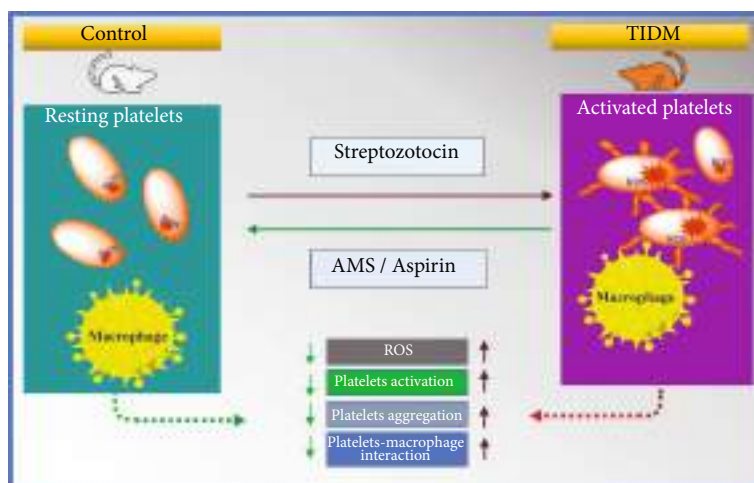 Control
TIDM
Resting platelets
Activated platelets
Streptozotocin
AMS / Aspirin
Macrophage
Macrophage
ROS
Platelets activation
Platelets aggregation
Platelets-macrophage
interaction